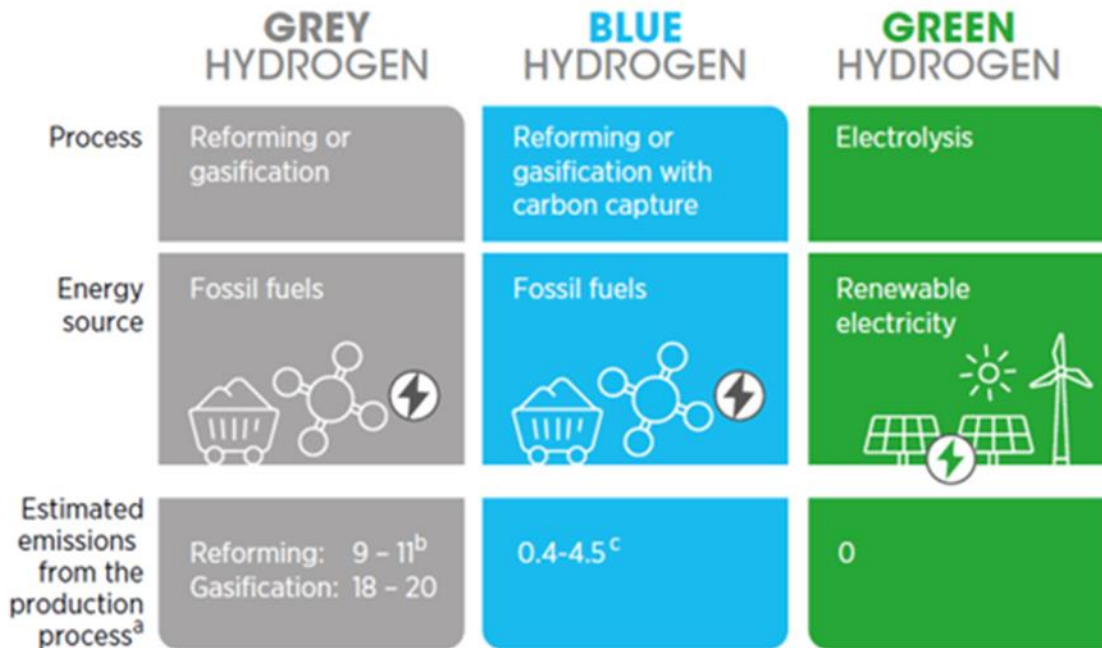 GREY
HYDROGEN
BLUE
HYDROGEN
GREEN
HYDROGEN
Process
Reforming or
gasification
Reforming or
gasification with
carbon capture
Electrolysis
Energy
source
Fossil fuels
Fossil fuels
Renewable
electricity
Estimated
emissions
from the
production
processᵃ
Reforming: 9 – 11ᵇ
Gasification: 18 – 20
0.4-4.5ᶜ
0